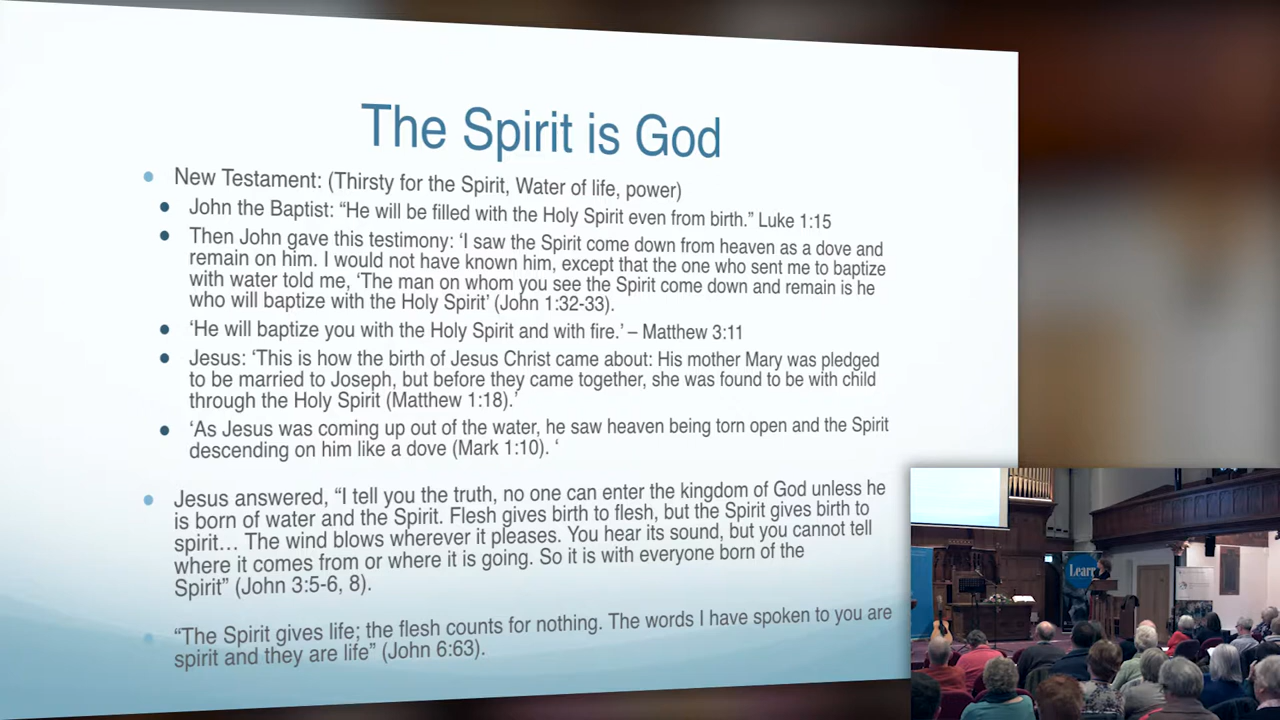 The Spirit is God
New Testament: (Thirsty for the Spirit, Water of life, power)
John the Baptist: “He will be filled with the Holy Spirit even from birth.” Luke 1:15
Then John gave this testimony: ‘I saw the Spirit come down from heaven as a dove and
remain on him. I would not have known him, except that the one who sent me to baptize
with water told me, ‘The man on whom you see the Spirit come down and remain is he
who will baptize with the Holy Spirit’ (John 1:32-33).
‘He will baptize you with the Holy Spirit and with fire.’ – Matthew 3:11
Jesus: ‘This is how the birth of Jesus Christ came about: His mother Mary was pledged
to be married to Joseph, but before they came together, she was found to be with child
through the Holy Spirit (Matthew 1:18).’
‘As Jesus was coming up out of the water, he saw heaven being torn open and the Spirit
descending on him like a dove (Mark 1:10). ‘
Jesus answered, “I tell you the truth, no one can enter the kingdom of God unless he
is born of water and the Spirit. Flesh gives birth to flesh, but the Spirit gives birth to
spirit… The wind blows wherever it pleases. You hear its sound, but you cannot tell
where it comes from or where it is going. So it is with everyone born of the
Spirit” (John 3:5-6, 8).
“The Spirit gives life; the flesh counts for nothing. The words I have spoken to you are
spirit and they are life” (John 6:63).
Learn